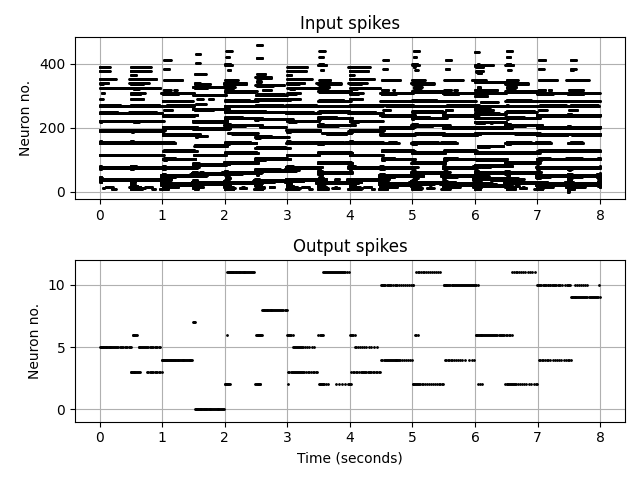 Input spikes
Neuron no.
400
200
0
0 1 2 3 4 5 6 7 8
Output spikes
Neuron no.
10
5
0
0 1 2 3 4 5 6 7 8
Time (seconds)